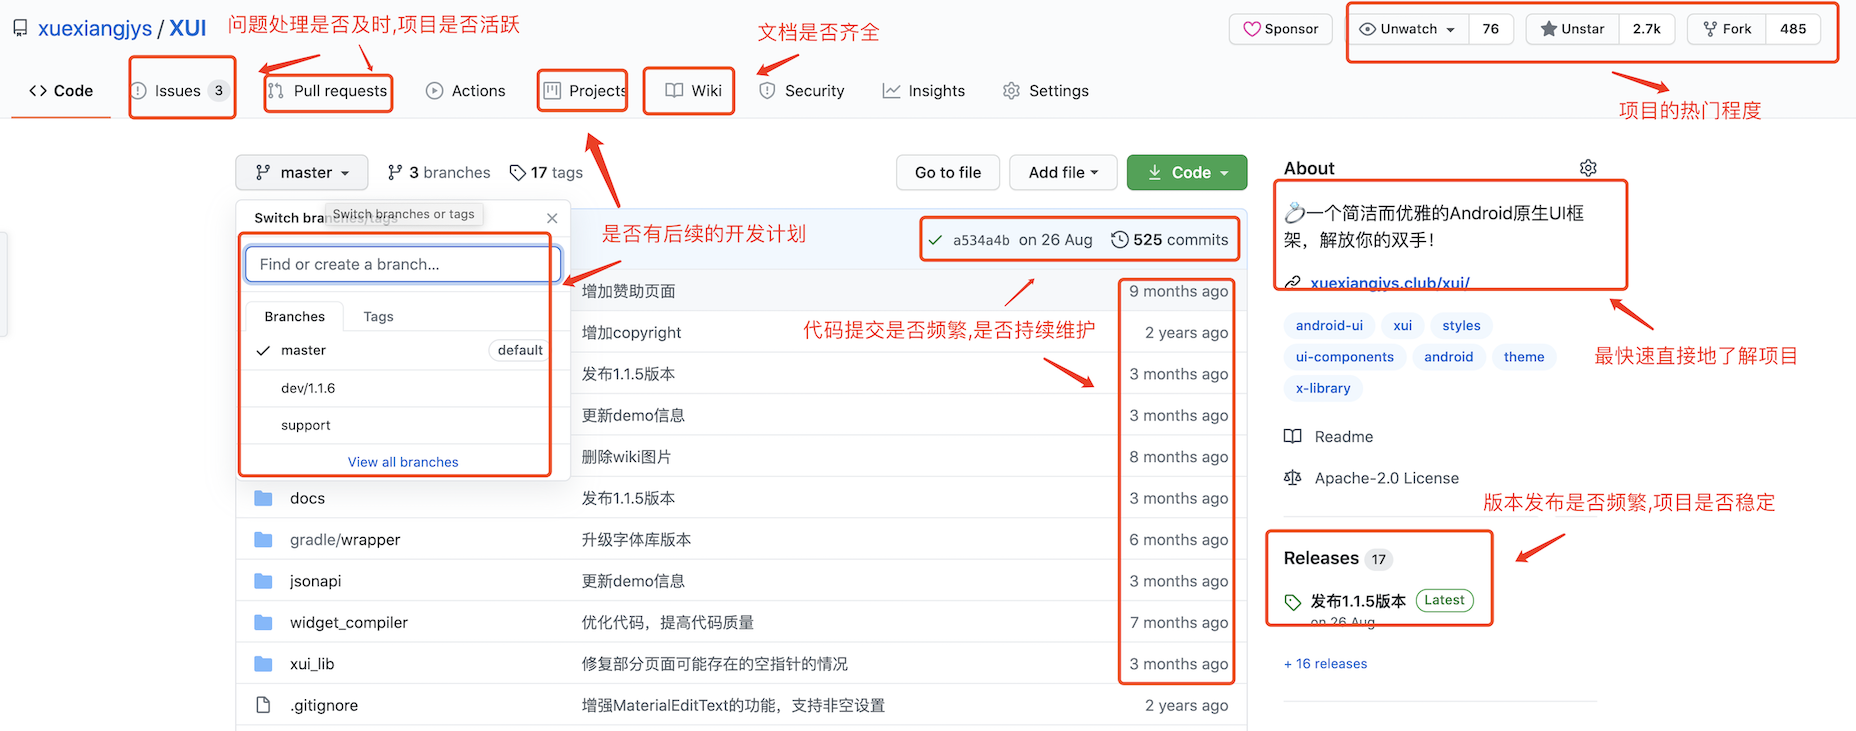 xuexiangjys / XUI
问题处理是否及时,项目是否活跃
文档是否齐全
Sponsor
Unwatch 76
Unstar 2.7k
Fork 485
Code
Issues 3
Pull requests
Actions
Projects
Wiki
Security
Insights
Settings
项目的热门程度
master
3 branches
17 tags
Go to file
Add file
Code
About
Switch branches/tags
Switch branches or tags
是否有后续的开发计划
a534a4b on 26 Aug 525 commits
一个简洁而优雅的Android原生UI框
架，解放你的双手！
xuexiangjys.club/xui/
Find or create a branch...
增加赞助页面 9 months ago
Branches
Tags
增加copyright 2 years ago
代码提交是否频繁,是否持续维护
android-ui xui styles
ui-components android theme
x-library
最快速直接地了解项目
master default
发布1.1.5版本 3 months ago
dev/1.1.6
更新demo信息 3 months ago
support
删除wiki图片 8 months ago
View all branches
Readme
Apache-2.0 License
docs 发布1.1.5版本 3 months ago
版本发布是否频繁,项目是否稳定
gradle/wrapper 升级字体库版本 6 months ago
Releases 17
jsonapi 更新demo信息 3 months ago
发布1.1.5版本 Latest
on 26 Aug
widget_compiler 优化代码，提高代码质量 7 months ago
xui_lib 修复部分页面可能存在的空指针的情况 3 months ago
+ 16 releases
.gitignore 增强MaterialEditText的功能，支持非空设置 2 years ago